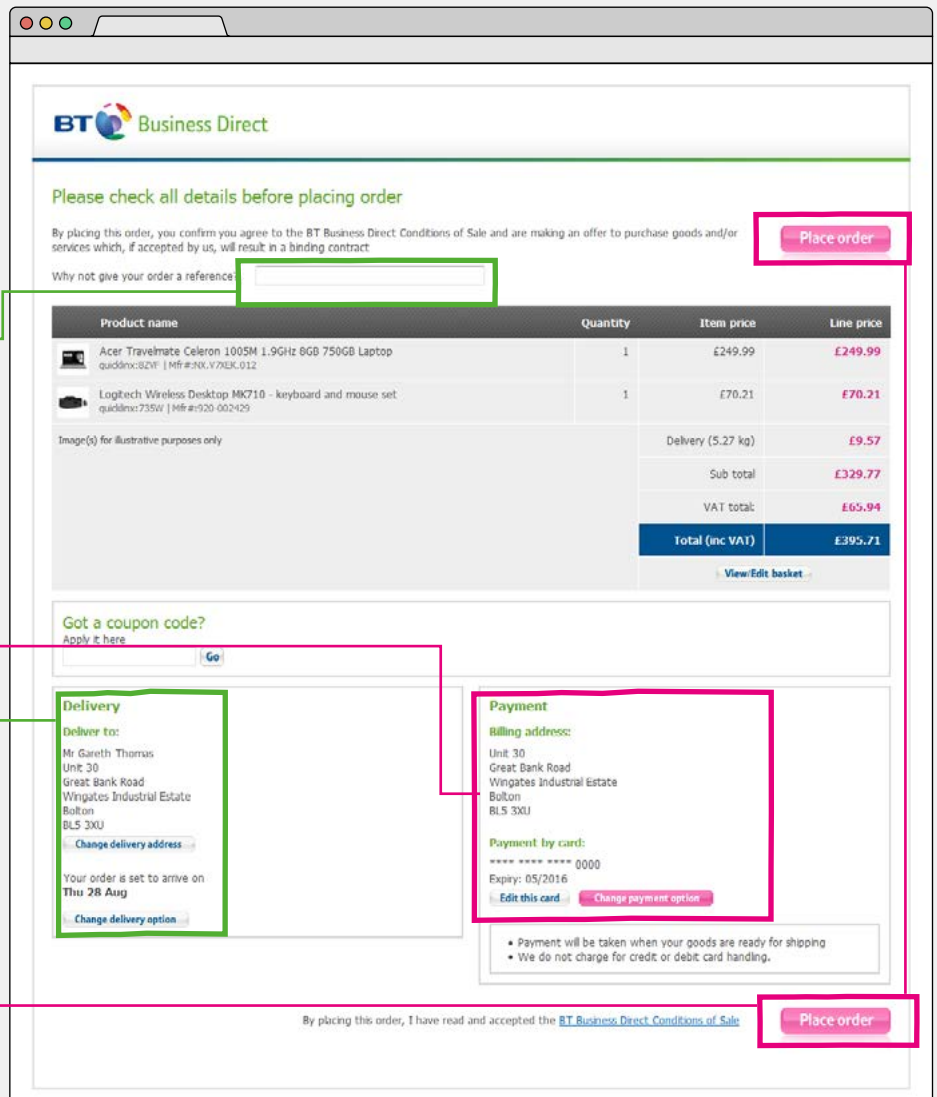 BT Business Direct
Please check all details before placing order
By placing this order, you confirm you agree to the BT Business Direct Conditions of Sale and are making an offer to purchase goods and/or
services which, if accepted by us, will result in a binding contract
Place order
Why not give your order a reference?
Product name Quantity Item price Line price
Acer Travelmate Celeron 1005M 1.9GHz 8GB 750GB Laptop 1 £249.99 £249.99
quicklinx:8ZVF | Mfr#:NX.V7XEK.012
Logitech Wireless Desktop MK710 - keyboard and mouse set 1 £70.21 £70.21
quicklinx:735W | Mfr#:920-002429
Image(s) for illustrative purposes only
Delivery (5.27 kg) £9.57
Sub total £329.77
VAT total: £65.94
Total (inc VAT) £395.71
View/Edit basket
Got a coupon code?
Apply it here
Go
Delivery
Deliver to:
Mr Gareth Thomas
Unit 30
Great Bank Road
Wingates Industrial Estate
Bolton
BL5 3XU
Change delivery address
Your order is set to arrive on
Thu 28 Aug
Change delivery option
Payment
Billing address:
Unit 30
Great Bank Road
Wingates Industrial Estate
Bolton
BL5 3XU
Payment by card:
**** **** **** 0000
Expiry: 05/2016
Edit this card Change payment option
• Payment will be taken when your goods are ready for shipping
• We do not charge for credit or debit card handling.
By placing this order, I have read and accepted the BT Business Direct Conditions of Sale
Place order